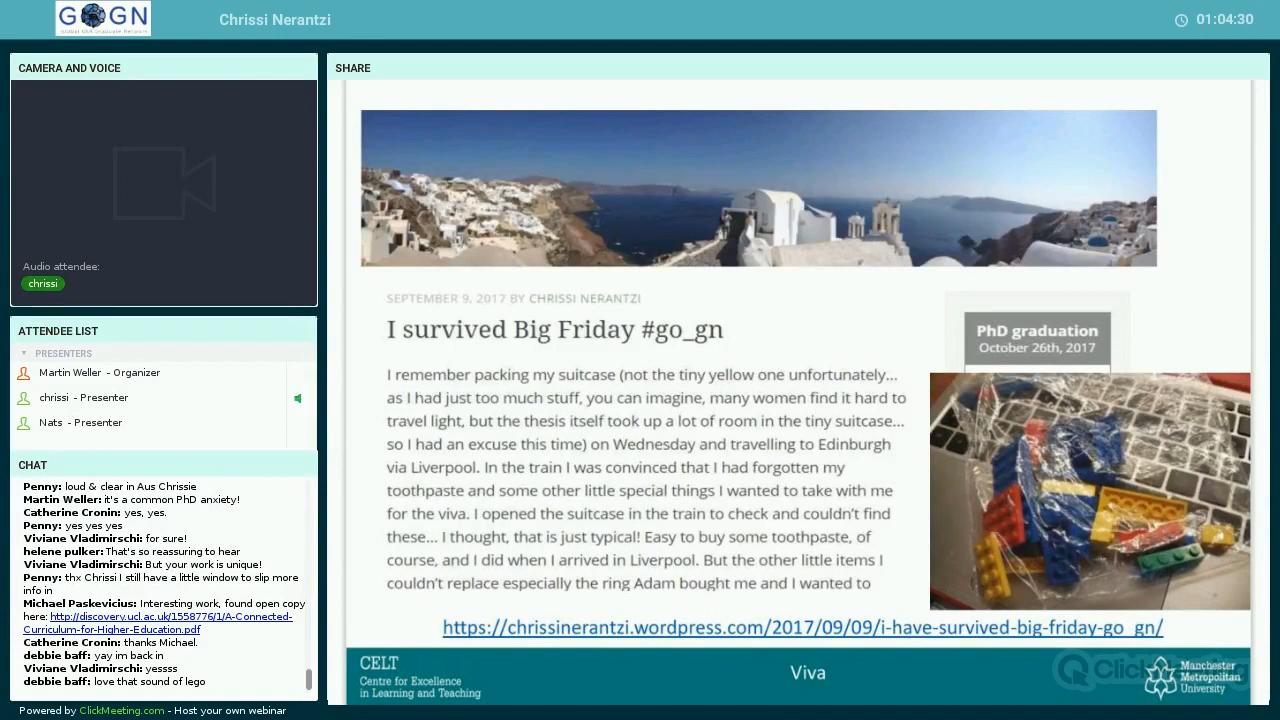 GOGN
Global OER Graduate Network
Chrissi Nerantzi
01:04:30
CAMERA AND VOICE
Audio attendee:
chrissi
ATTENDEE LIST
PRESENTERS
Martin Weller - Organizer
chrissi - Presenter
Nats - Presenter
CHAT
Penny: loud & clear in Aus Chrissie
Martin Weller: it's a common PhD anxiety!
Catherine Cronin: yes, yes.
Penny: yes yes yes
Viviane Vladimirschi: for sure!
helene pulker: That's so reassuring to hear
Viviane Vladimirschi: But your work is unique!
Penny: thx Chrissi I still have a little window to slip more
info in
Michael Paskevicius: Interesting work, found open copy
here: http://discovery.ucl.ac.uk/1558776/1/A-Connected-
Curriculum-for-Higher-Education.pdf
Catherine Cronin: thanks Michael.
debbie baff: yay im back in
Viviane Vladimirschi: yessss
debbie baff: love that sound of lego
Powered by ClickMeeting.com - Host your own webinar
SHARE
SEPTEMBER 9, 2017 BY CHRISSI NERANTZI
I survived Big Friday #go_gn
I remember packing my suitcase (not the tiny yellow one unfortunately...
as I had just too much stuff, you can imagine, many women find it hard to
travel light, but the thesis itself took up a lot of room in the tiny suitcase...
so I had an excuse this time) on Wednesday and travelling to Edinburgh
via Liverpool. In the train I was convinced that I had forgotten my
toothpaste and some other little special things I wanted to take with me
for the viva. I opened the suitcase in the train to check and couldn't find
these... I thought, that is just typical! Easy to buy some toothpaste, of
course, and I did when I arrived in Liverpool. But the other little items I
couldn't replace especially the ring Adam bought me and I wanted to
PhD graduation
October 26th, 2017
https://chrissinerantzi.wordpress.com/2017/09/09/i-have-survived-big-friday-go_gn/
CELT
Centre for Excellence
in Learning and Teaching
Viva
ClickMeeting
Manchester
Metropolitan
University